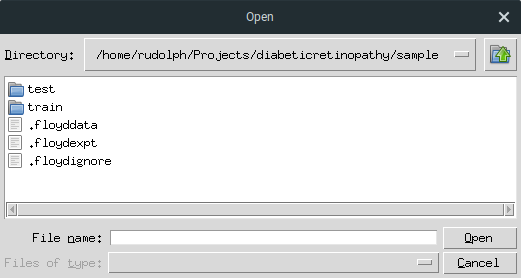 Open
Directory: /home/rudolph/Projects/diabeticretinopathy/sample
test
train
.floyddata
.floydexpt
.floydignore
File name: Open
Files of type: Cancel